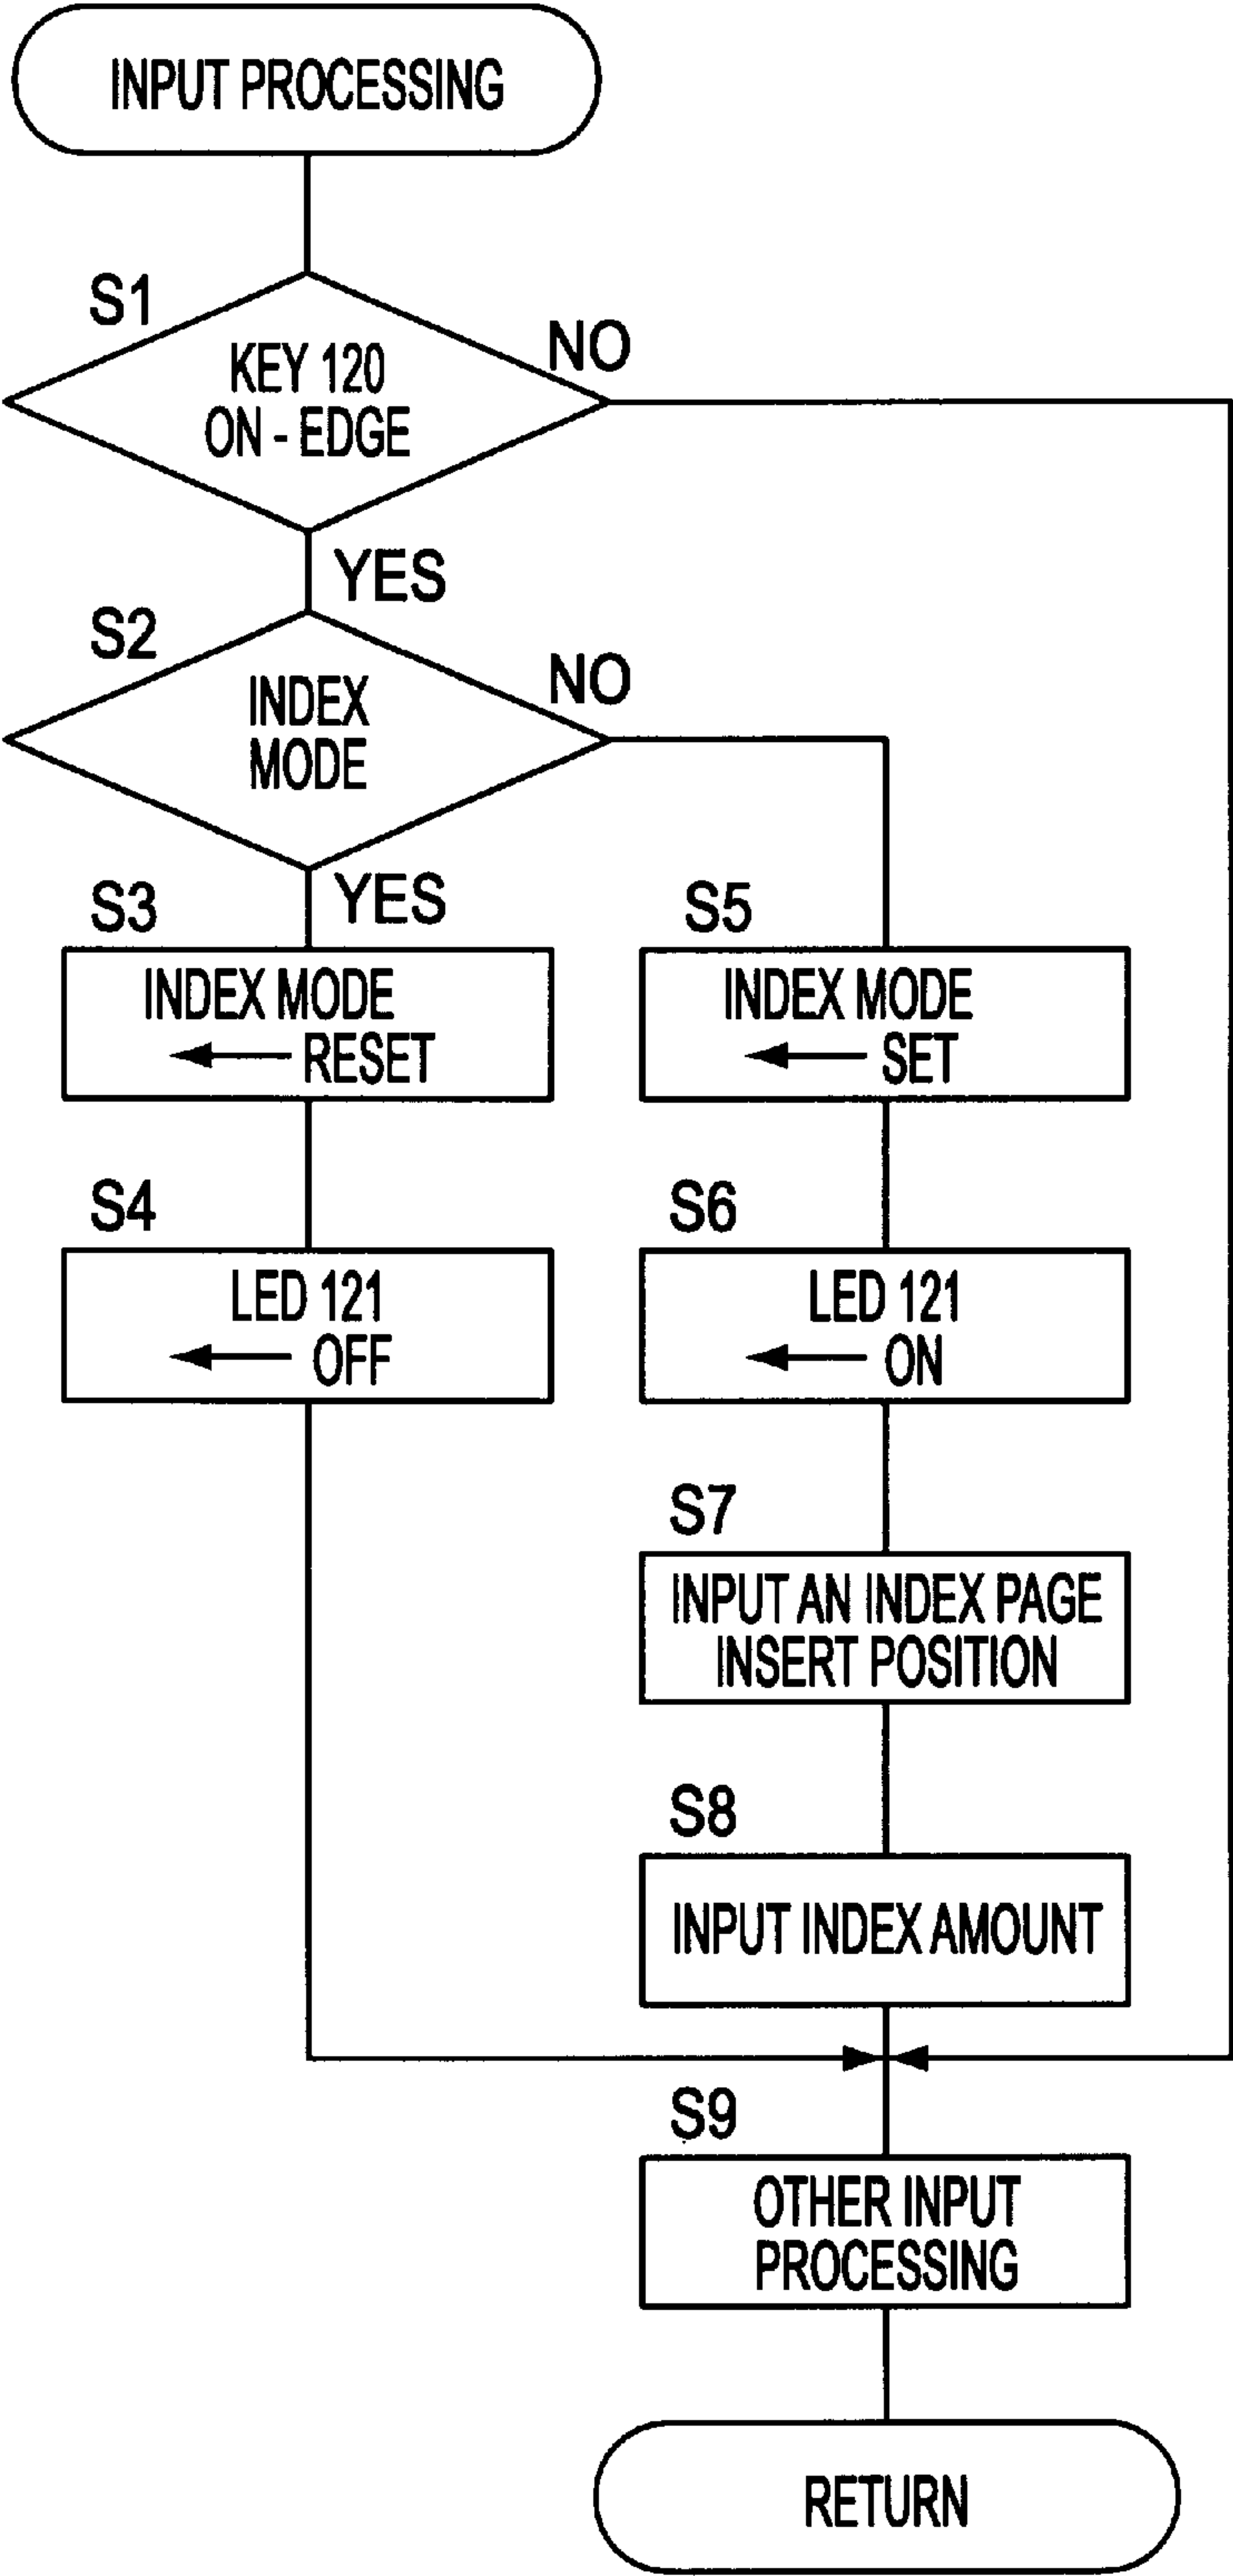 INPUT PROCESSING
S1
KEY 120
ON - EDGE
NO
YES
S2
INDEX
MODE
NO
YES
S3
INDEX MODE
← RESET
S4
LED 121
← OFF
S5
INDEX MODE
← SET
S6
LED 121
← ON
S7
INPUT AN INDEX PAGE
INSERT POSITION
S8
INPUT INDEX AMOUNT
S9
OTHER INPUT
PROCESSING
RETURN